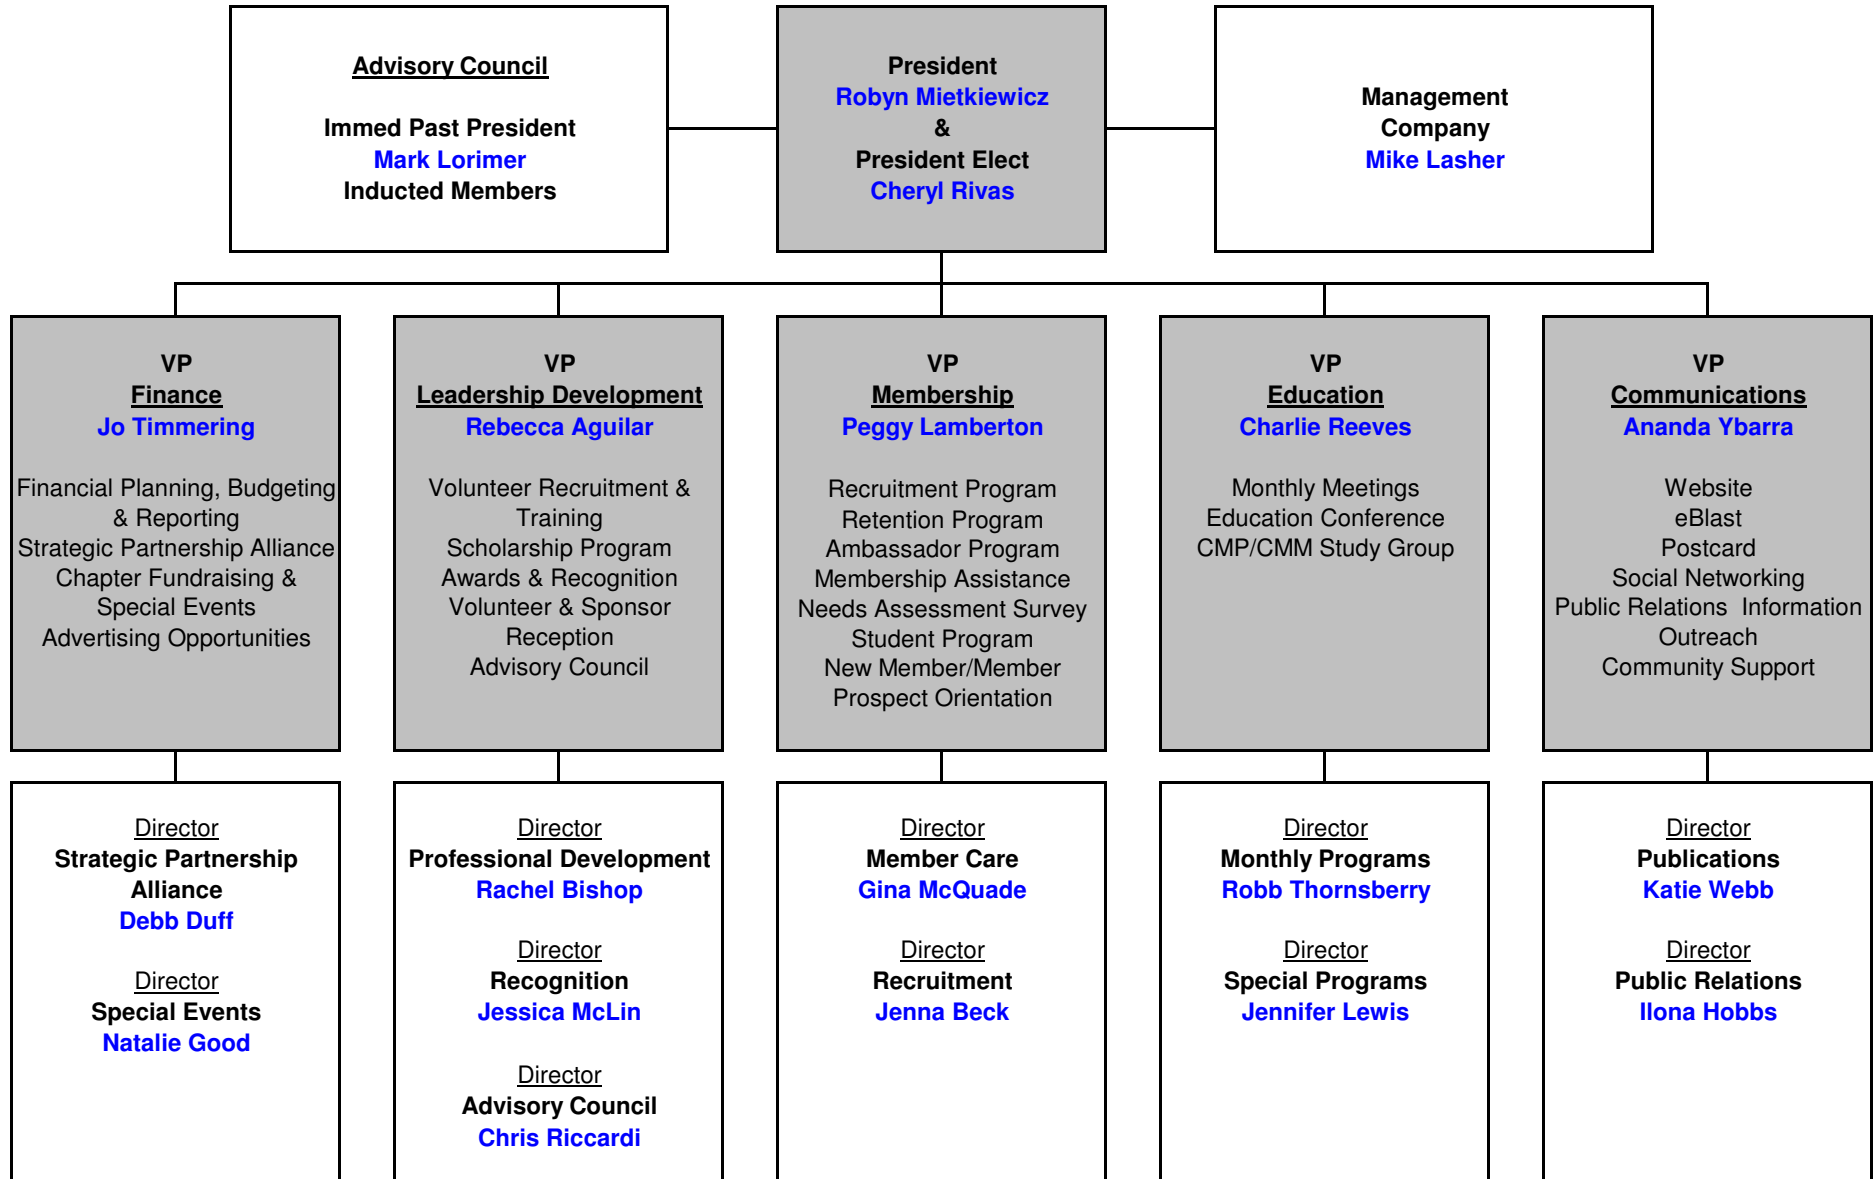 Advisory Council
Immed Past President
Mark Lorimer
Inducted Members
President
Robyn Mietkiewicz
&
President Elect
Cheryl Rivas
Management
Company
Mike Lasher
VP
Finance
Jo Timmering
Financial Planning, Budgeting
& Reporting
Strategic Partnership Alliance
Chapter Fundraising &
Special Events
Advertising Opportunities
VP
Leadership Development
Rebecca Aguilar
Volunteer Recruitment &
Training
Scholarship Program
Awards & Recognition
Volunteer & Sponsor
Reception
Advisory Council
VP
Membership
Peggy Lamberton
Recruitment Program
Retention Program
Ambassador Program
Membership Assistance
Needs Assessment Survey
Student Program
New Member/Member
Prospect Orientation
VP
Education
Charlie Reeves
Monthly Meetings
Education Conference
CMP/CMM Study Group
VP
Communications
Ananda Ybarra
Website
eBlast
Postcard
Social Networking
Public Relations  Information
Outreach
Community Support
Director
Strategic Partnership
Alliance
Debb Duff
Director
Special Events
Natalie Good
Director
Professional Development
Rachel Bishop
Director
Recognition
Jessica McLin
Director
Advisory Council
Chris Riccardi
Director
Member Care
Gina McQuade
Director
Recruitment
Jenna Beck
Director
Monthly Programs
Robb Thornsberry
Director
Special Programs
Jennifer Lewis
Director
Publications
Katie Webb
Director
Public Relations
Ilona Hobbs